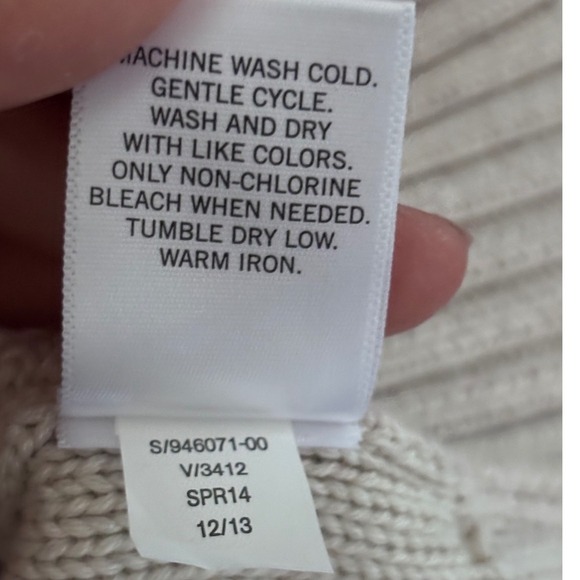 MACHINE WASH COLD.
GENTLE CYCLE.
WASH AND DRY
WITH LIKE COLORS.
ONLY NON-CHLORINE
BLEACH WHEN NEEDED.
TUMBLE DRY LOW.
WARM IRON.
S/946071-00
V/3412
SPR14
12/13